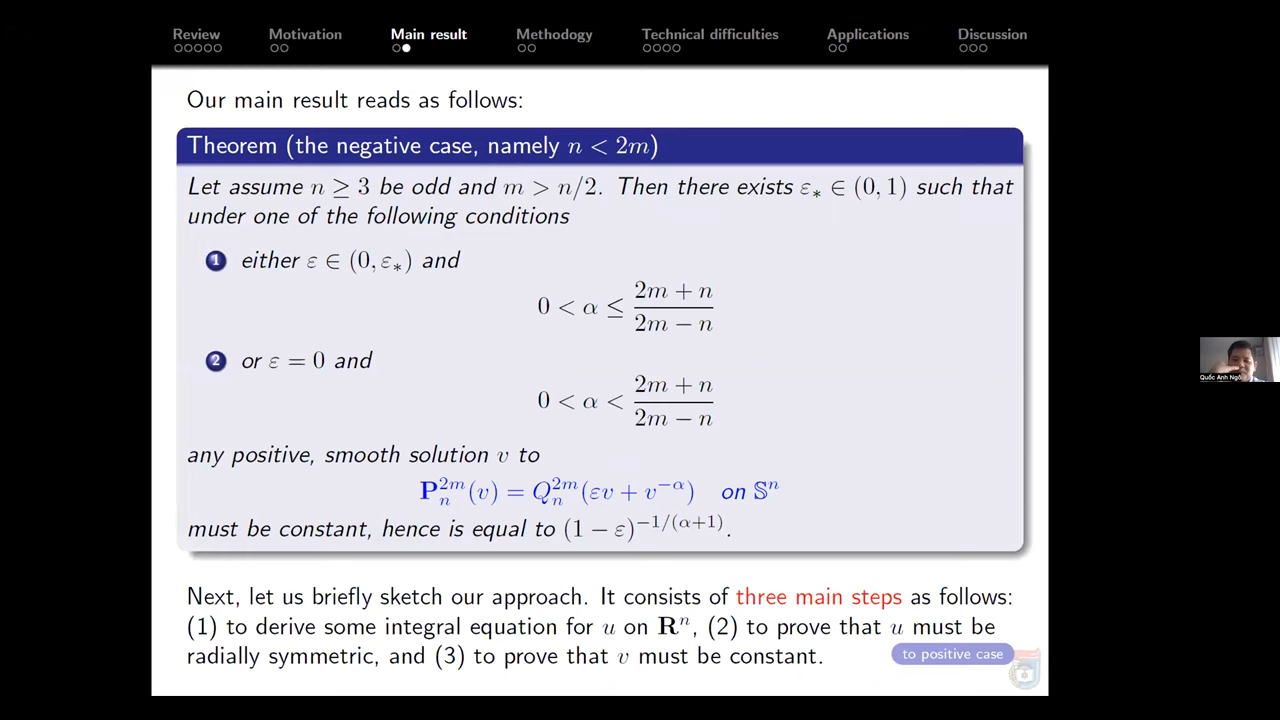 Review Motivation Main result Methodogy Technical difficulties Applications Discussion
Our main result reads as follows:
Theorem (the negative case, namely n < 2m)
Let assume n ≥ 3 be odd and m > n/2. Then there exists ε∗ ∈ (0, 1) such that
under one of the following conditions
1 either ε ∈ (0, ε∗) and
0 < α ≤ (2m + n)/(2m − n)
2 or ε = 0 and
0 < α < (2m + n)/(2m − n)
any positive, smooth solution v to
P_n^{2m}(v) = Q_n^{2m}(εv + v^{−α}) on 𝕊^n
must be constant, hence is equal to (1 − ε)^{−1/(α+1)}.
Next, let us briefly sketch our approach. It consists of three main steps as follows:
(1) to derive some integral equation for u on R^n, (2) to prove that u must be
radially symmetric, and (3) to prove that v must be constant.
to positive case
Quốc Anh Ngô